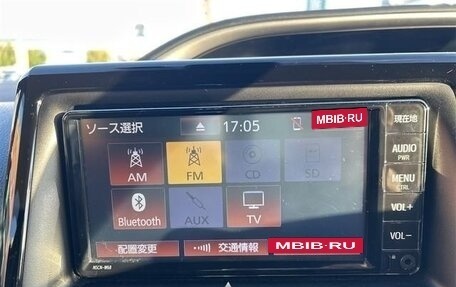 ソース選択
17:05
MBIB·RU
現在地
AUDIO
PWR
AM
FM
CD
SD
MENU
CTRL
VOL+
Bluetooth
AUX
TV
VOL-
配置変更
交通情報
MBIB·RU